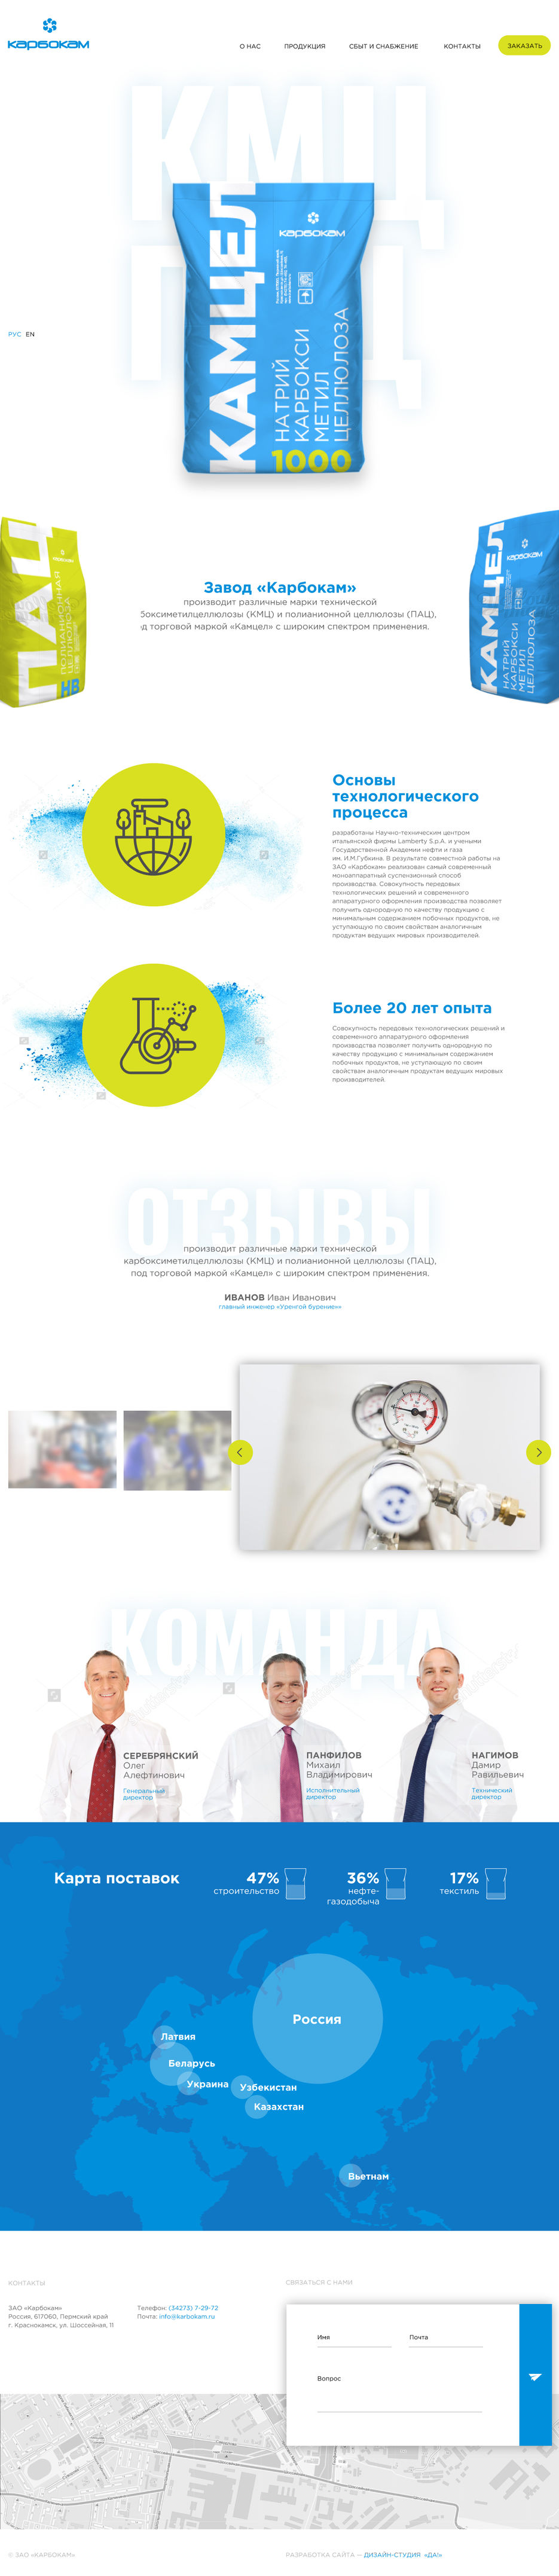 карбокам
О НАС
ПРОДУКЦИЯ
СБЫТ И СНАБЖЕНИЕ
КОНТАКТЫ
ЗАКАЗАТЬ
КМЦ
ПАЦ
карбокам
КАМЦЕЛ
НАТРИЙ
КАРБОКСИ
МЕТИЛ
ЦЕЛЛЮЛОЗА
1000
РУС EN
ПАЦ
ПОЛИАНИОННАЯ
ЦЕЛЛЮЛОЗА
НВ
КАМЦЕЛ
карбокам
НАТРИЙ
КАРБОКСИ
МЕТИЛ
ЦЕЛЛЮЛОЗА
Завод «Карбокам»
производит различные марки технической
боксиметилцеллюлозы (КМЦ) и полианионной целлюлозы (ПАЦ),
д торговой маркой «Камцел» с широким спектром применения.
Основы
технологического
процесса
разработаны Научно-техническим центром
итальянской фирмы Lamberty S.p.A. и учеными
Государственной Академии нефти и газа
им. И.М.Губкина. В результате совместной работы на
ЗАО «Карбокам» реализован самый современный
моноаппаратный суспензионный способ
производства. Совокупность передовых
технологических решений и современного
аппаратурного оформления производства позволяет
получить однородную по качеству продукцию с
минимальным содержанием побочных продуктов, не
уступающую по своим свойствам аналогичным
продуктам ведущих мировых производителей.
Более 20 лет опыта
Совокупность передовых технологических решений и
современного аппаратурного оформления
производства позволяет получить однородную по
качеству продукцию с минимальным содержанием
побочных продуктов, не уступающую по своим
свойствам аналогичным продуктам ведущих мировых
производителей.
ОТЗЫВЫ
производит различные марки технической
карбоксиметилцеллюлозы (КМЦ) и полианионной целлюлозы (ПАЦ),
под торговой маркой «Камцел» с широким спектром применения.
ИВАНОВ Иван Иванович
главный инженер «Уренгой бурение»»
КОМАНДА
СЕРЕБРЯНСКИЙ
Олег
Алефтинович
Генеральный
директор
ПАНФИЛОВ
Михаил
Владимирович
Исполнительный
директор
НАГИМОВ
Дамир
Равильевич
Технический
директор
Карта поставок
47%
строительство
36%
нефте-
газодобыча
17%
текстиль
Россия
Латвия
Беларусь
Украина
Узбекистан
Казахстан
Вьетнам
КОНТАКТЫ
ЗАО «Карбокам»
Россия, 617060, Пермский край
г. Краснокамск, ул. Шоссейная, 11
Телефон: (34273) 7-29-72
Почта: info@karbokam.ru
СВЯЗАТЬСЯ С НАМИ
Имя
Почта
Вопрос
© ЗАО «КАРБОКАМ»
РАЗРАБОТКА САЙТА — ДИЗАЙН-СТУДИЯ «ДА!»